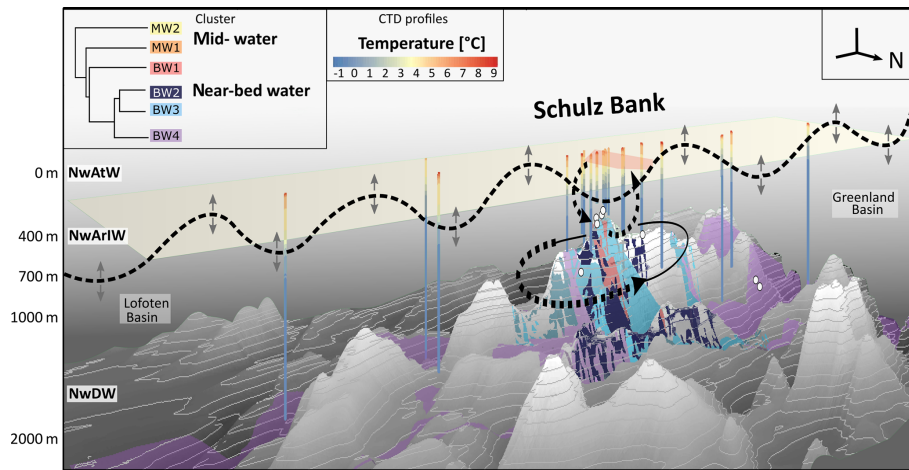 Cluster
MW2
Mid- water
MW1
BW1
BW2
Near-bed water
BW3
BW4
CTD profiles
Temperature [°C]
-1 0 1 2 3 4 5 6 7 8 9
N
Schulz Bank
0 m
NwAtW
400 m
NwArIW
700 m
1000 m
NwDW
2000 m
Lofoten
Basin
Greenland
Basin